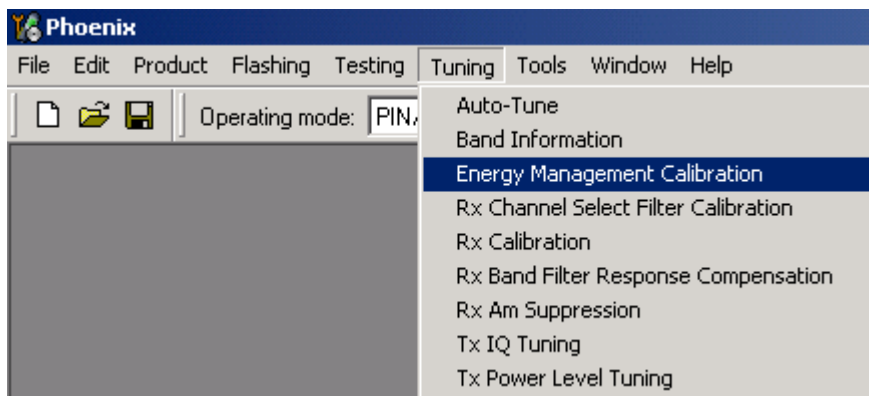 Phoenix
File Edit Product Flashing Testing Tuning Tools Window Help
Operating mode:
Auto-Tune
Band Information
Energy Management Calibration
Rx Channel Select Filter Calibration
Rx Calibration
Rx Band Filter Response Compensation
Rx Am Suppression
Tx IQ Tuning
Tx Power Level Tuning